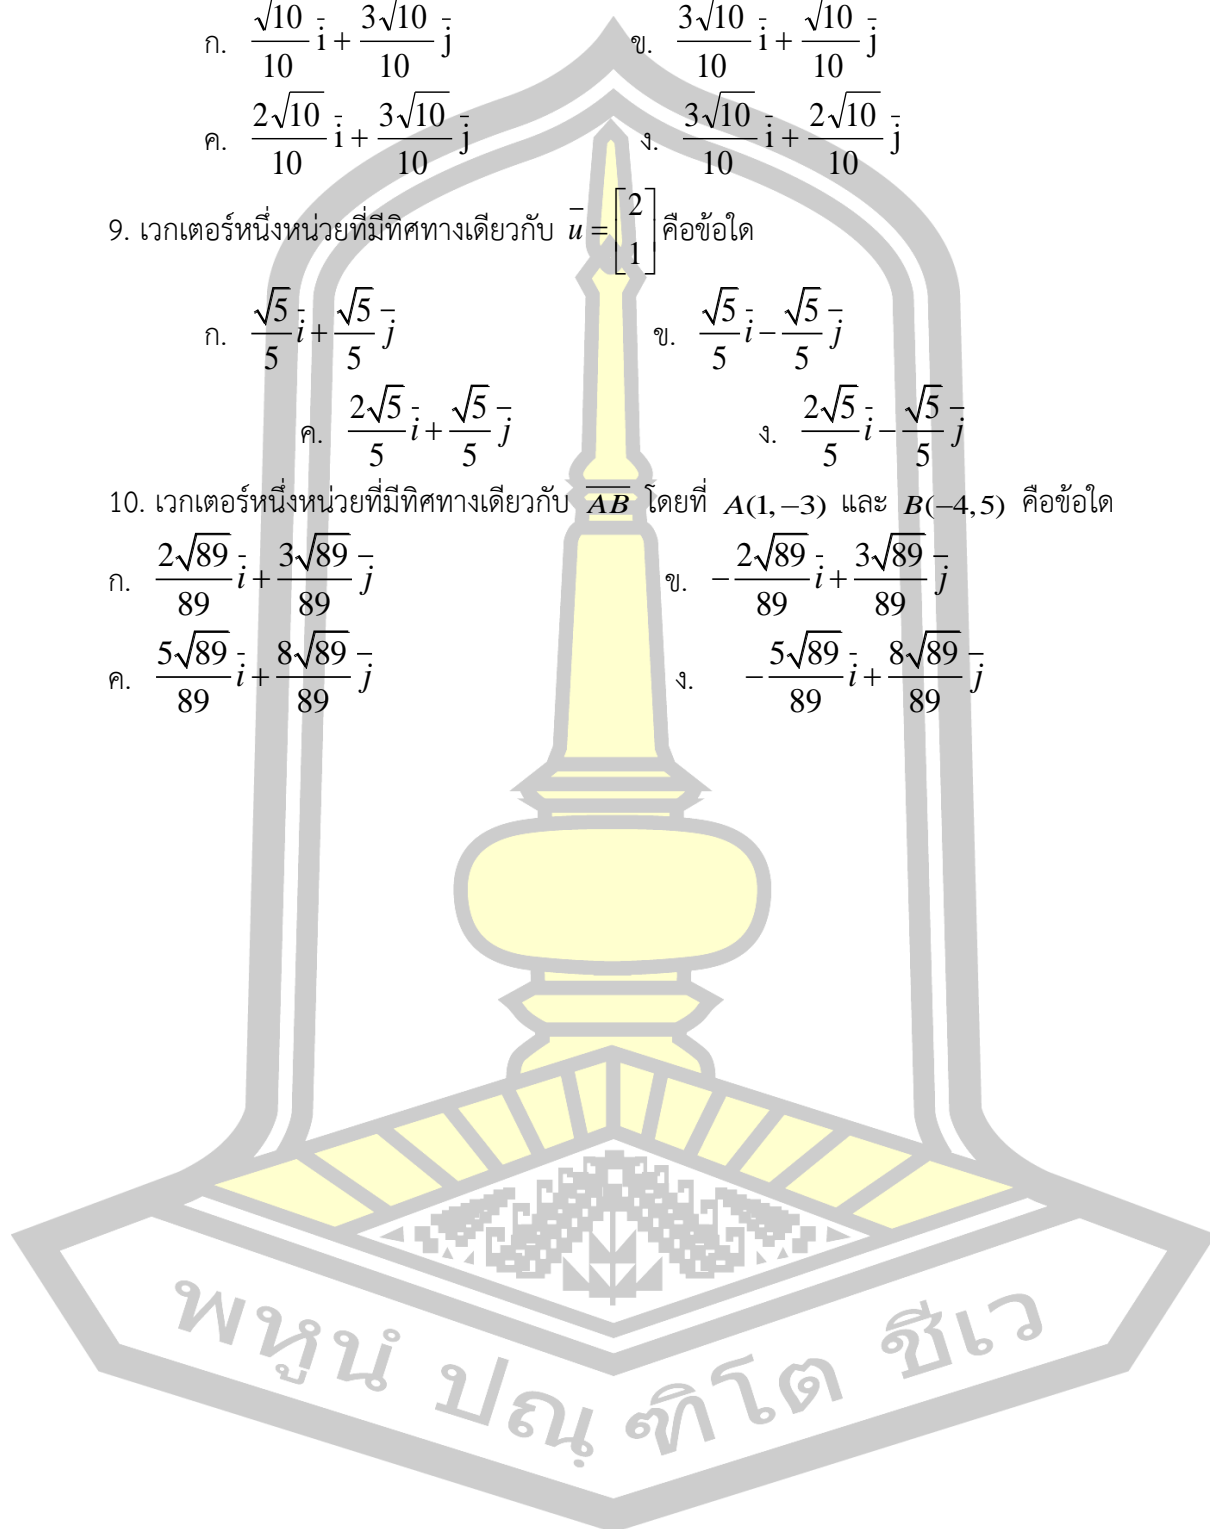 ก. √10/10 i̅ + 3√10/10 j̅ ข. 3√10/10 i̅ + √10/10 j̅
ค. 2√10/10 i̅ + 3√10/10 j̅ ง. 3√10/10 i̅ + 2√10/10 j̅
9. เวกเตอร์หนึ่งหน่วยที่มีทิศทางเดียวกับ u̅ = [2 1] คือข้อใด
ก. √5/5 i̅ + √5/5 j̅ ข. √5/5 i̅ − √5/5 j̅
ค. 2√5/5 i̅ + √5/5 j̅ ง. 2√5/5 i̅ − √5/5 j̅
10. เวกเตอร์หนึ่งหน่วยที่มีทิศทางเดียวกับ A̅B̅ โดยที่ A(1,−3) และ B(−4,5) คือข้อใด
ก. 2√89/89 i̅ + 3√89/89 j̅ ข. −2√89/89 i̅ + 3√89/89 j̅
ค. 5√89/89 i̅ + 8√89/89 j̅ ง. −5√89/89 i̅ + 8√89/89 j̅
พหูนํ ปณฺฑิโต ชีเว